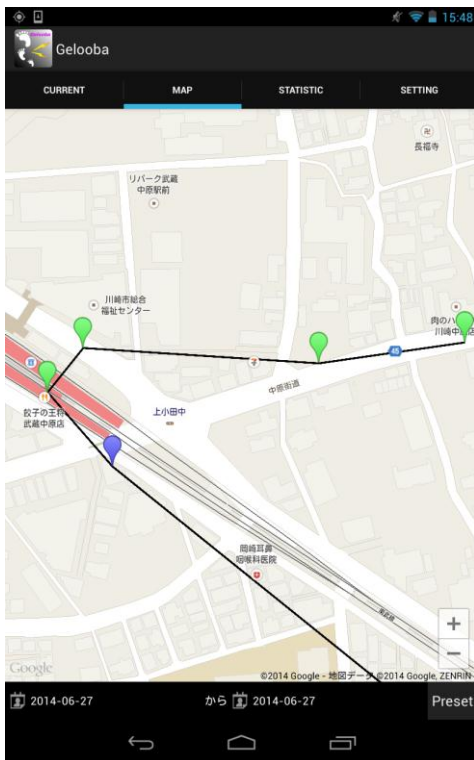 15:48
Gelooba
CURRENT
MAP
STATISTIC
SETTING
長福寺
リパーク武蔵
中原駅前
川崎市総合
福祉センター
肉のハ
川崎中
店
45
中原街道
餃子の王将
武蔵中原店
上小田中
岡崎耳鼻
咽喉科医院
+
−
Google
©2014 Google - 地図データ ©2014 Google, ZENRIN
2014-06-27
から
2014-06-27
Preset